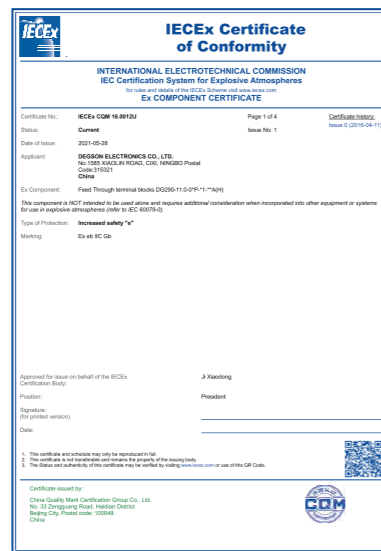 IECEx
IECEx Certificate
of Conformity
INTERNATIONAL ELECTROTECHNICAL COMMISSION
IEC Certification System for Explosive Atmospheres
for rules and details of the IECEx Scheme visit www.iecex.com
Ex COMPONENT CERTIFICATE
Certificate No.: IECEx CQM 16.0012U Page 1 of 4 Certificate history:
Issue 0 (2016-04-11)
Status: Current Issue No: 1
Date of Issue: 2021-05-28
Applicant: DEGSON ELECTRONICS CO., LTD.
No.1585 XIAOLIN ROAD, CIXI, NINGBO Postal
Code:315321
China
Ex Component: Feed Through terminal blocks DG290-11.0-0*P-*1-**A(H)
This component is NOT intended to be used alone and requires additional consideration when incorporated into other equipment or systems
for use in explosive atmospheres (refer to IEC 60079-0).
Type of Protection: Increased safety "e"
Marking: Ex eb IIC Gb
Approved for issue on behalf of the IECEx Ji Xiaodong
Certification Body:
Position: President
Signature:
(for printed version)
Date:
1. This certificate and schedule may only be reproduced in full.
2. This certificate is not transferable and remains the property of the issuing body.
3. The Status and authenticity of this certificate may be verified by visiting www.iecex.com or use of this QR Code.
Certificate issued by:
China Quality Mark Certification Group Co., Ltd.
No. 33 Zengguang Road, Haidian District
Beijing City, Postal code: 100048
China
CQM